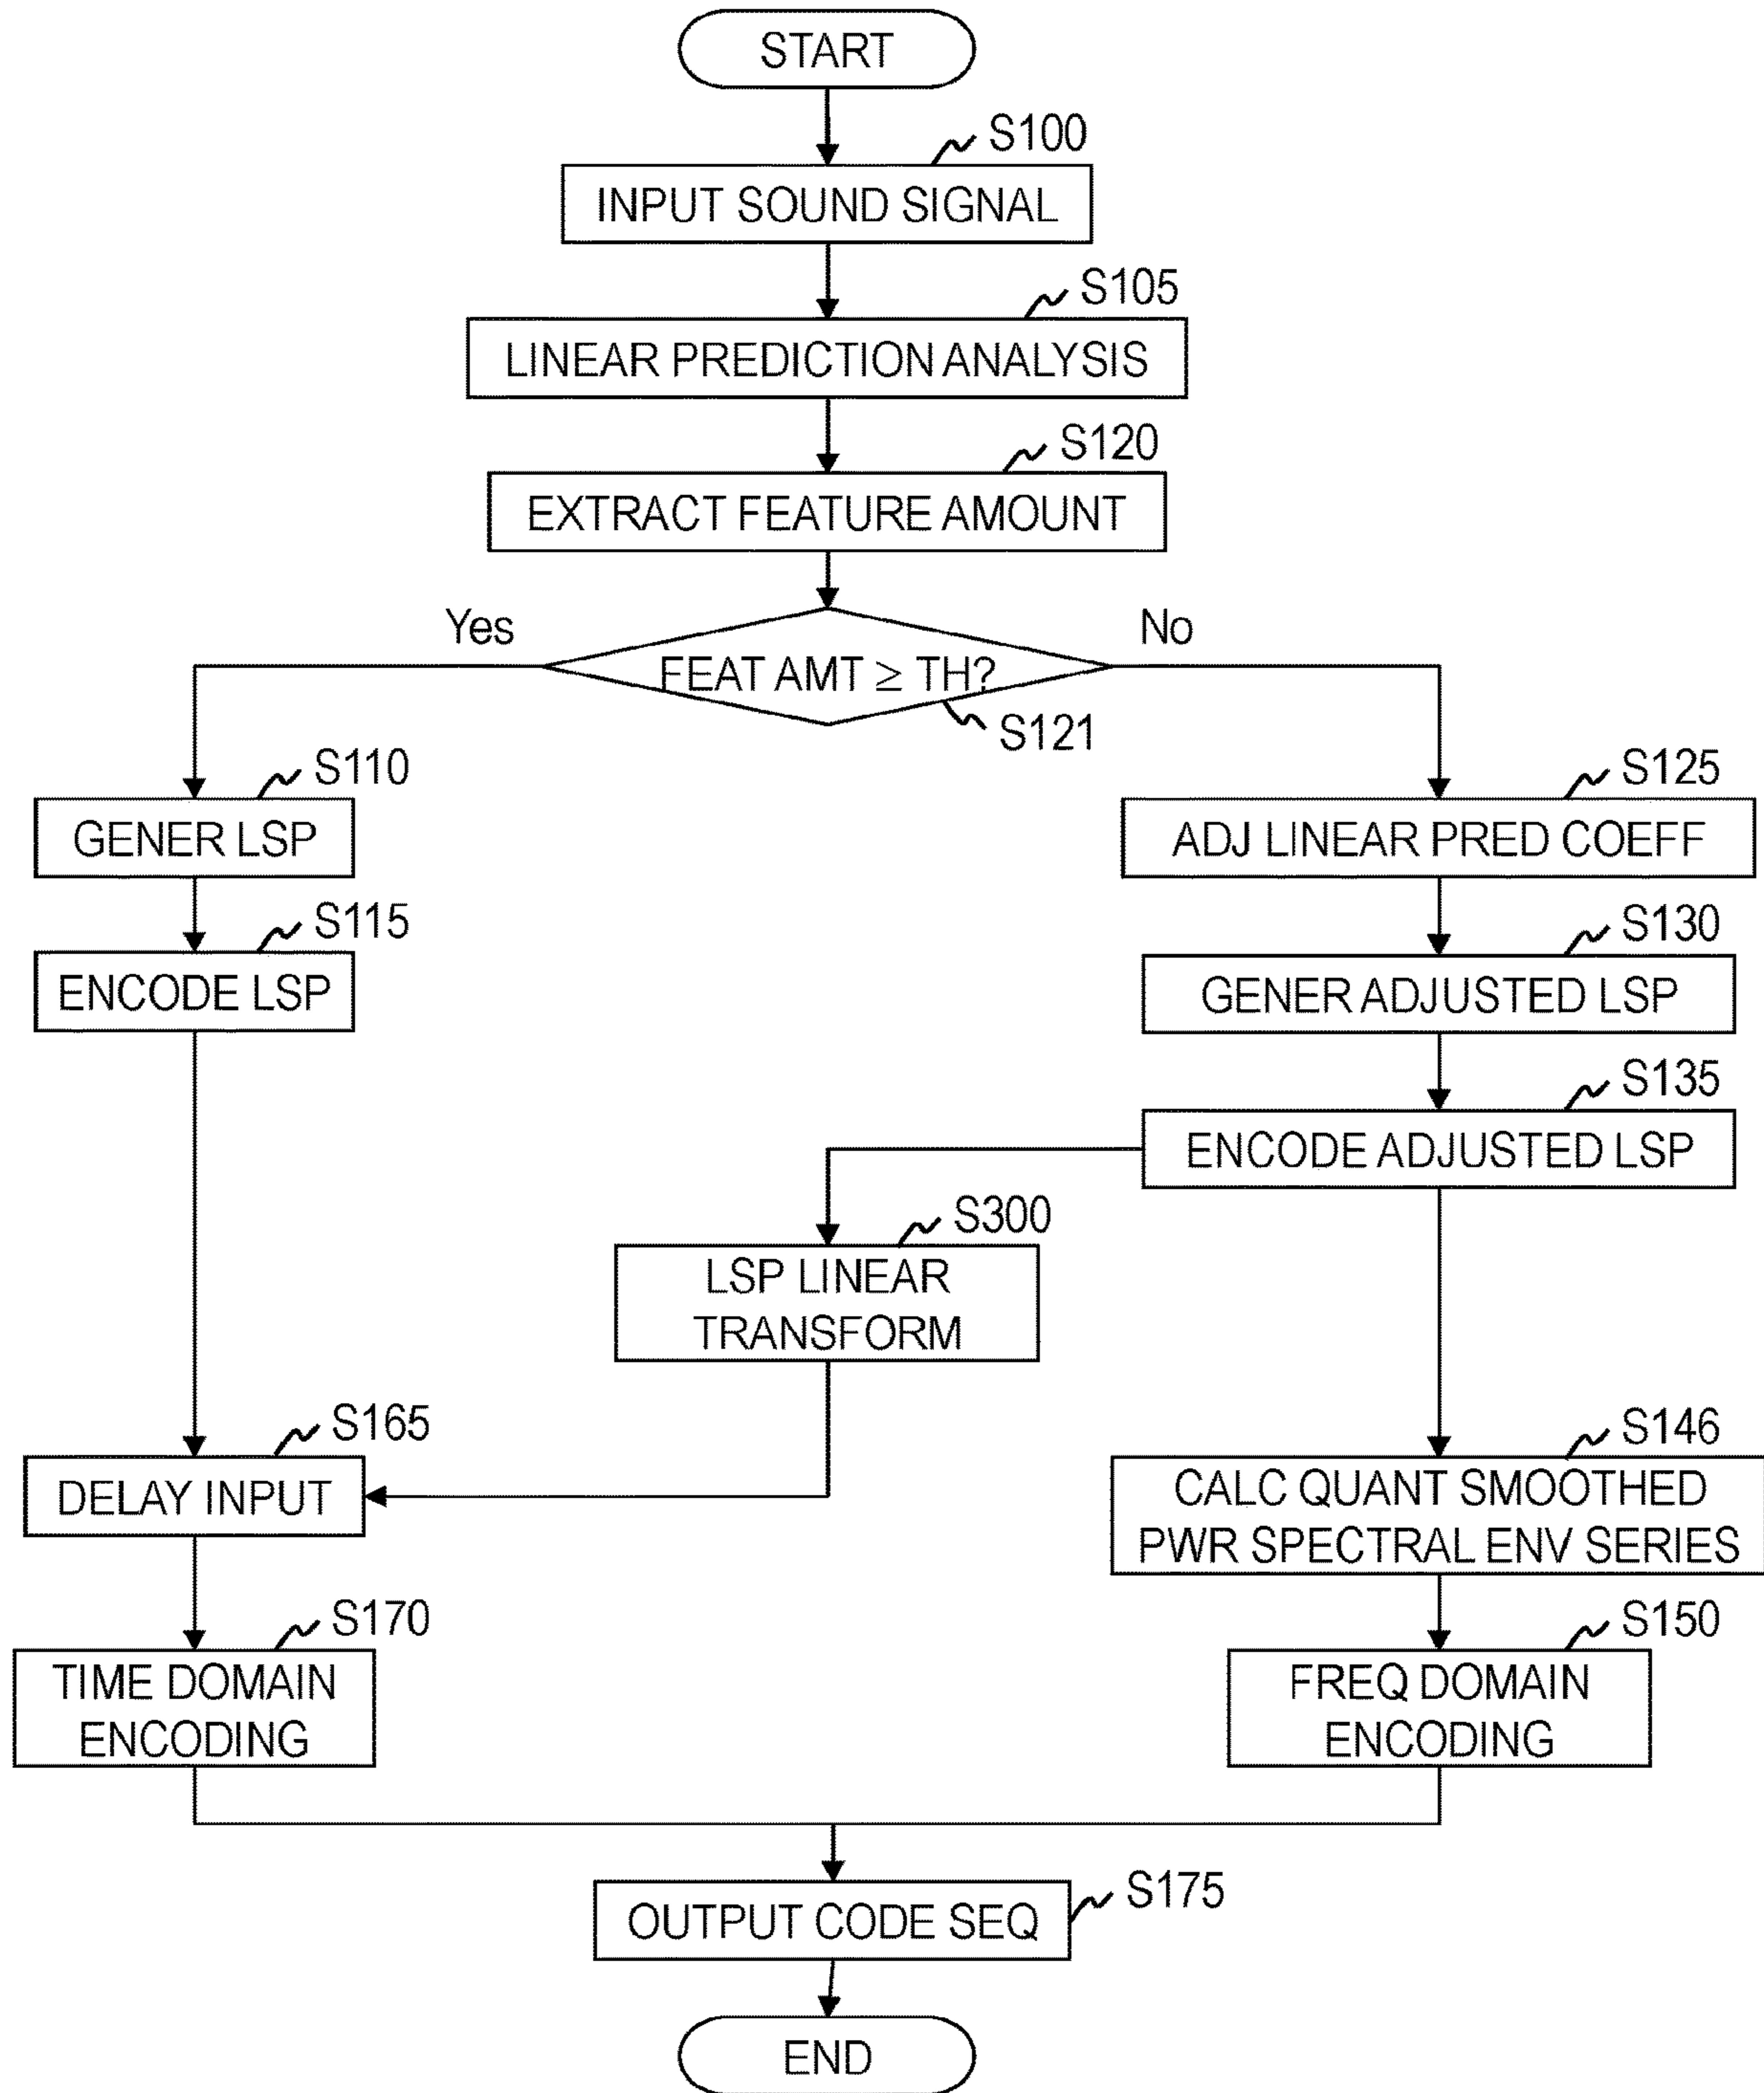 START
S100
INPUT SOUND SIGNAL
S105
LINEAR PREDICTION ANALYSIS
S120
EXTRACT FEATURE AMOUNT
Yes
No
FEAT AMT ≥ TH?
S121
S110
GENER LSP
S115
ENCODE LSP
S125
ADJ LINEAR PRED COEFF
S130
GENER ADJUSTED LSP
S135
ENCODE ADJUSTED LSP
S300
LSP LINEAR
TRANSFORM
S165
DELAY INPUT
S146
CALC QUANT SMOOTHED
PWR SPECTRAL ENV SERIES
S170
TIME DOMAIN
ENCODING
S150
FREQ DOMAIN
ENCODING
S175
OUTPUT CODE SEQ
END